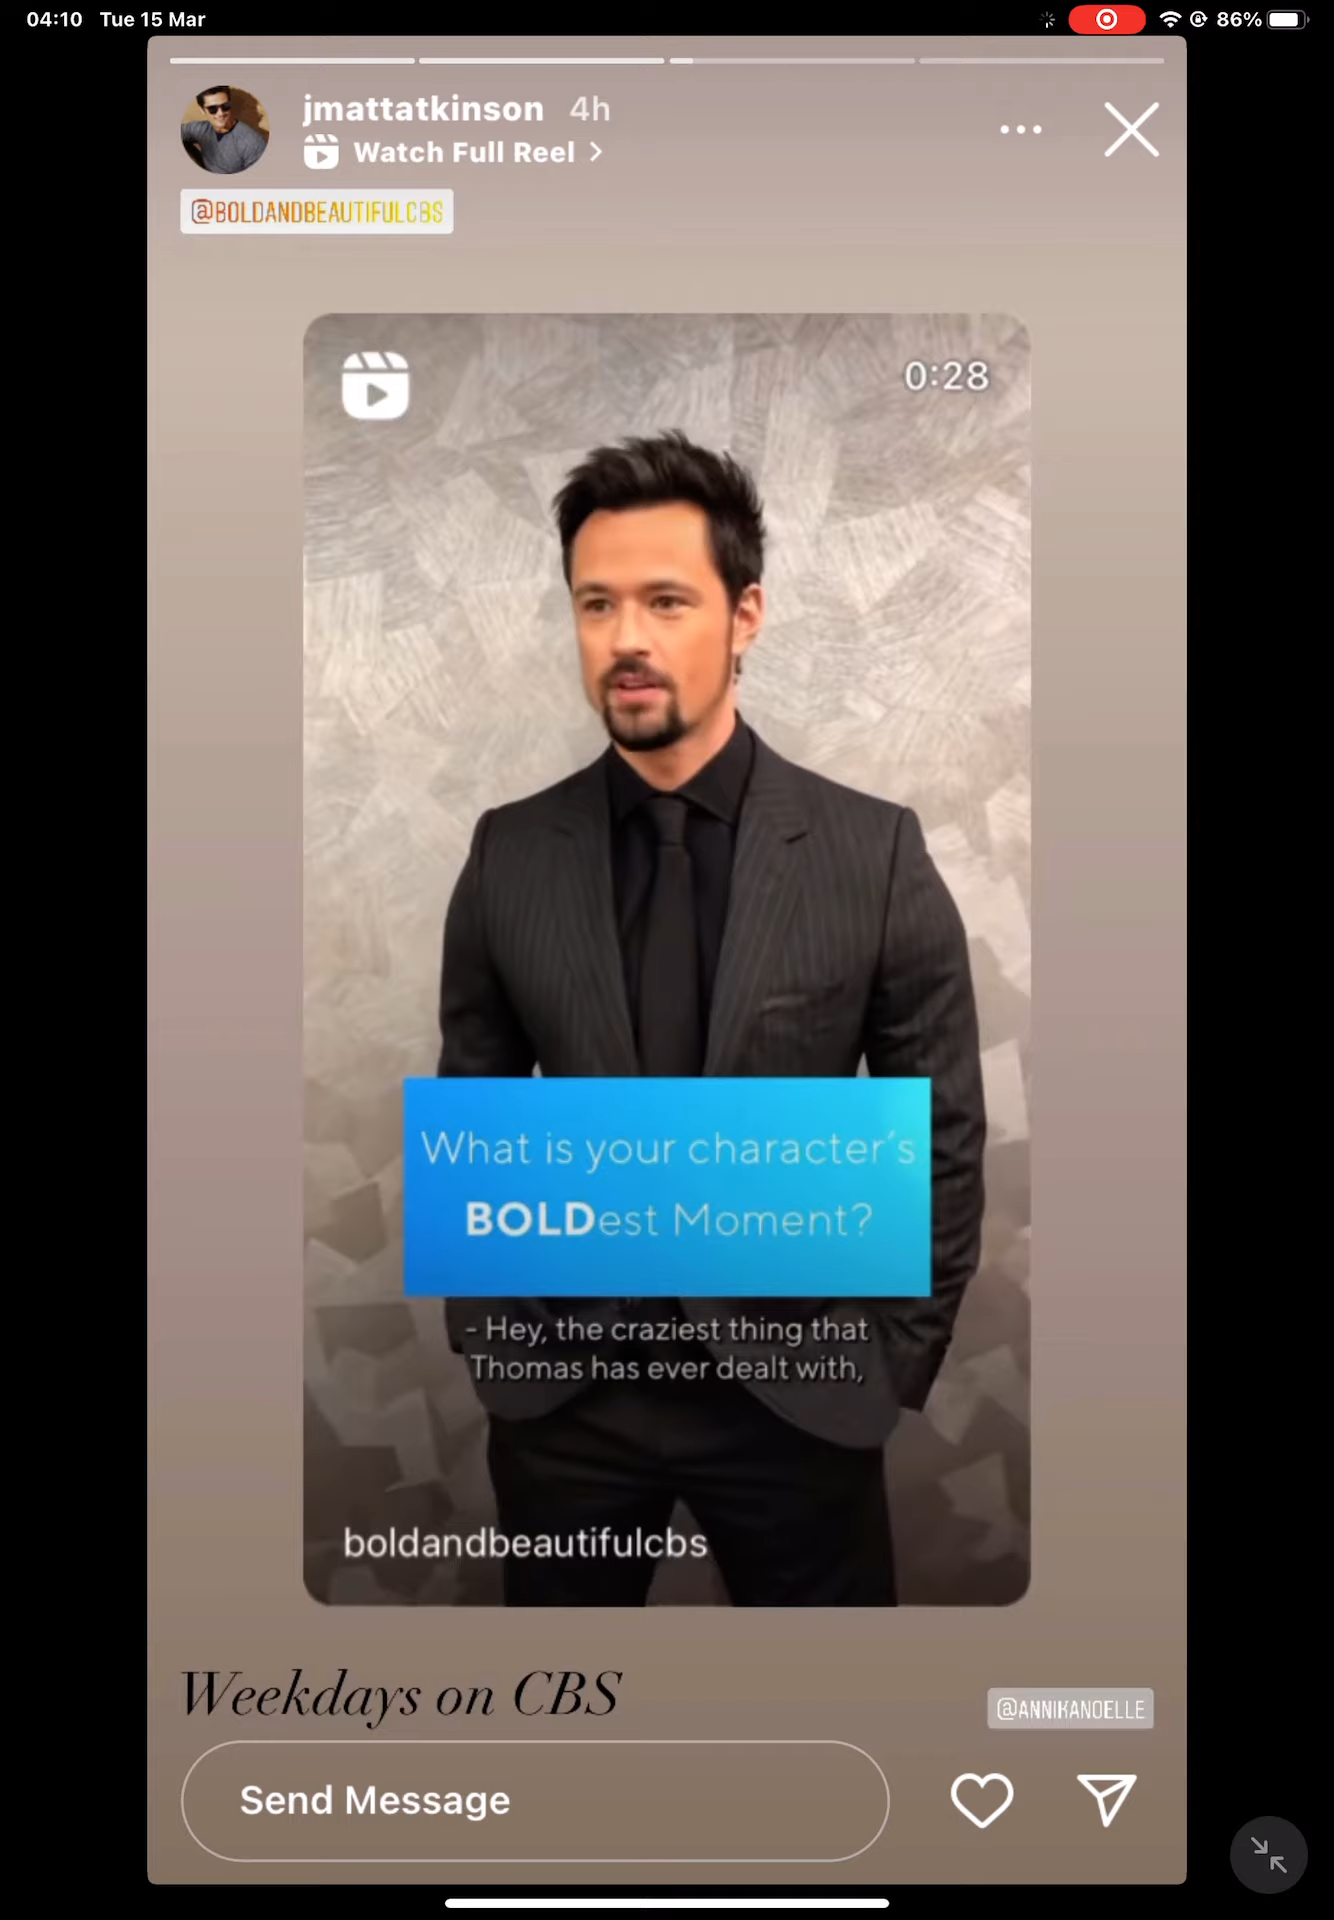 04:10 Tue 15 Mar
86%
jmattatkinson 4h
Watch Full Reel >
@BOLDANDBEAUTIFULCBS
0:28
What is your character's
BOLDest Moment?
- Hey, the craziest thing that
Thomas has ever dealt with,
boldandbeautifulcbs
Weekdays on CBS
@ANNIKANOELLE
Send Message